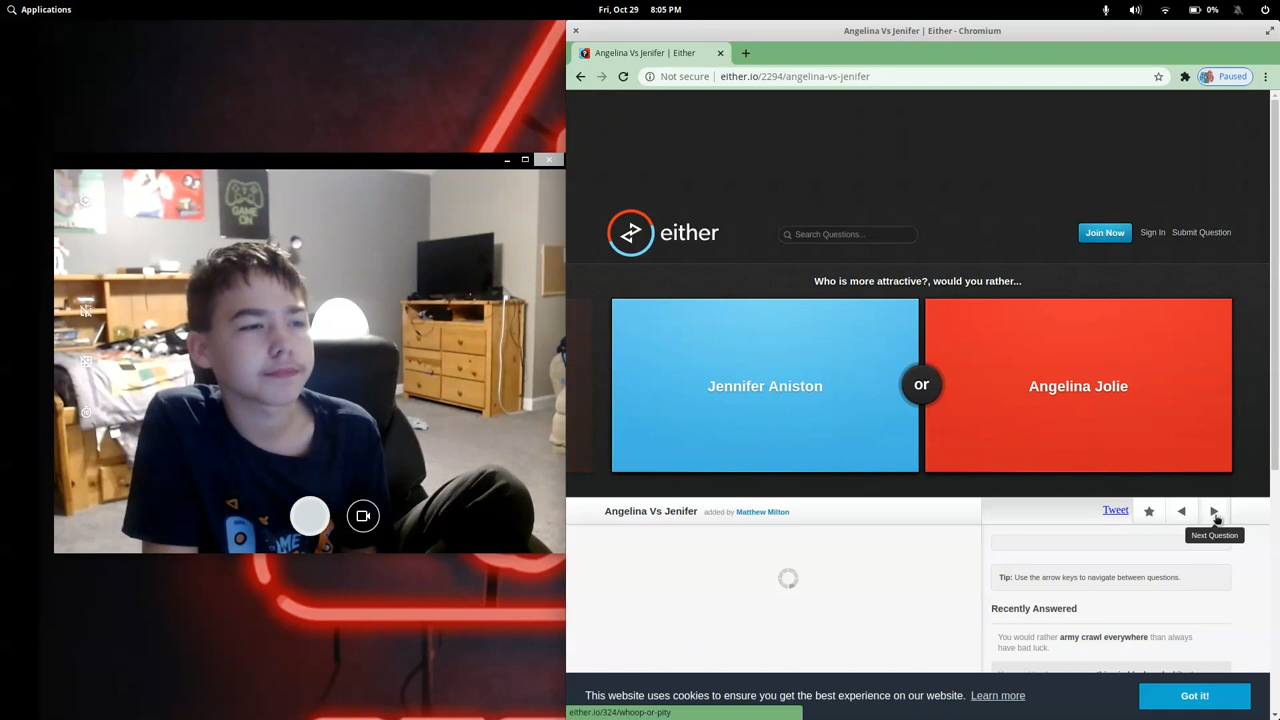 Applications
Fri, Oct 29 8:05 PM
0%
Angelina Vs Jenifer | Either - Chromium
Angelina Vs Jenifer | Either
Not secure
either.io/2294/angelina-vs-jenifer
Paused
GAME ON
either
Search Questions...
Join Now
Sign In
Submit Question
Who is more attractive?, would you rather...
Jennifer Aniston
or
Angelina Jolie
Angelina Vs Jenifer added by Matthew Milton
Tweet
Next Question
Tip: Use the arrow keys to navigate between questions.
Recently Answered
You would rather army crawl everywhere than always
have bad luck.
This website uses cookies to ensure you get the best experience on our website. Learn more
Got it!
either.io/324/whoop-or-pity